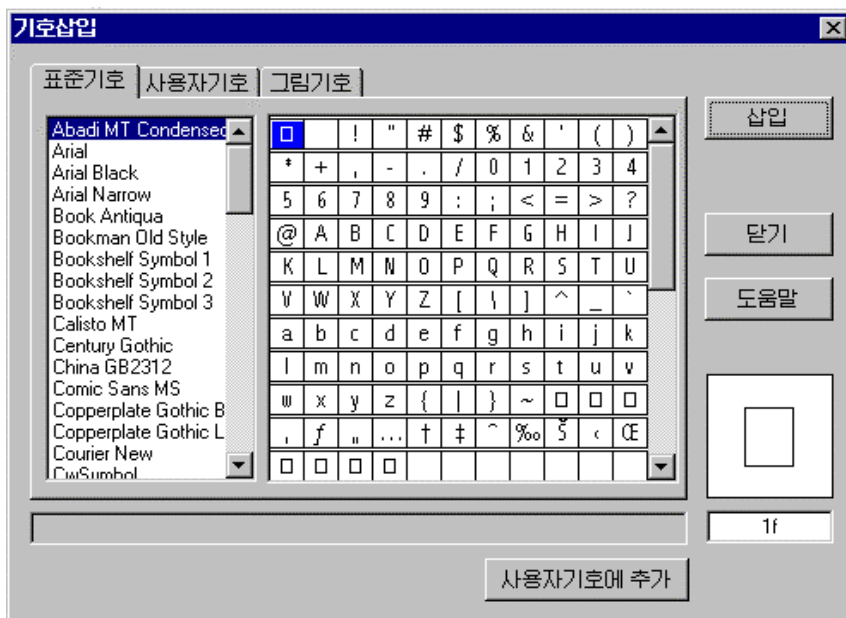 기호삽입
표준기호 사용자기호 그림기호
Abadi MT Condensed
Arial
Arial Black
Arial Narrow
Book Antiqua
Bookman Old Style
Bookshelf Symbol 1
Bookshelf Symbol 2
Bookshelf Symbol 3
Calisto MT
Century Gothic
China GB2312
Comic Sans MS
Copperplate Gothic B
Copperplate Gothic L
Courier New
CwSymbol
□ ! " # $ % & ' ( )
* + , - . / 0 1 2 3 4
5 6 7 8 9 : ; < = > ?
@ A B C D E F G H I J
K L M N O P Q R S T U
V W X Y Z [ \ ] ^ _ `
a b c d e f g h i j k
l m n o p q r s t u v
w x y z { | } ~ □ □ □
‚ ƒ „ … † ‡ ˆ ‰ Š ‹ Œ
□ □ □ □
삽입
닫기
도움말
□
1f
사용자기호에 추가